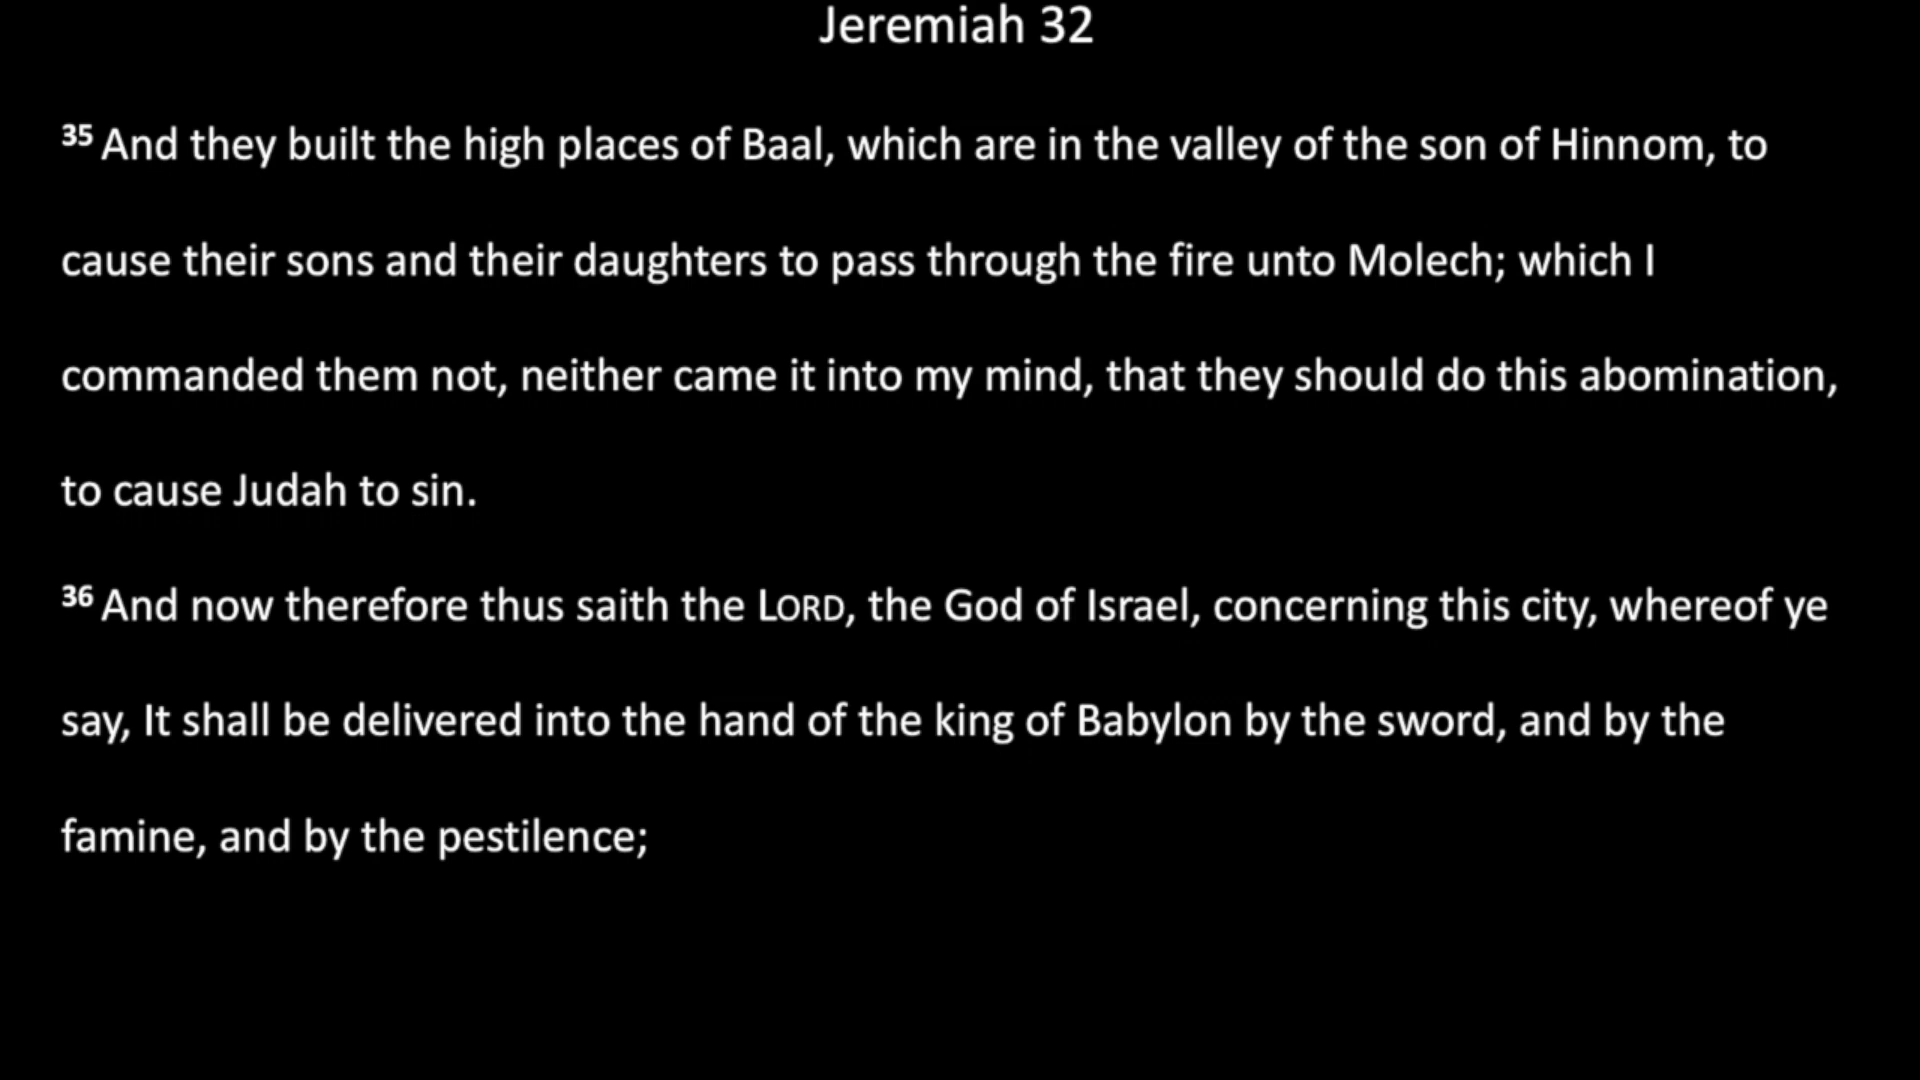 Jeremiah 32
35 And they built the high places of Baal, which are in the valley of the son of Hinnom, to
cause their sons and their daughters to pass through the fire unto Molech; which I
commanded them not, neither came it into my mind, that they should do this abomination,
to cause Judah to sin.
36 And now therefore thus saith the LORD, the God of Israel, concerning this city, whereof ye
say, It shall be delivered into the hand of the king of Babylon by the sword, and by the
famine, and by the pestilence;